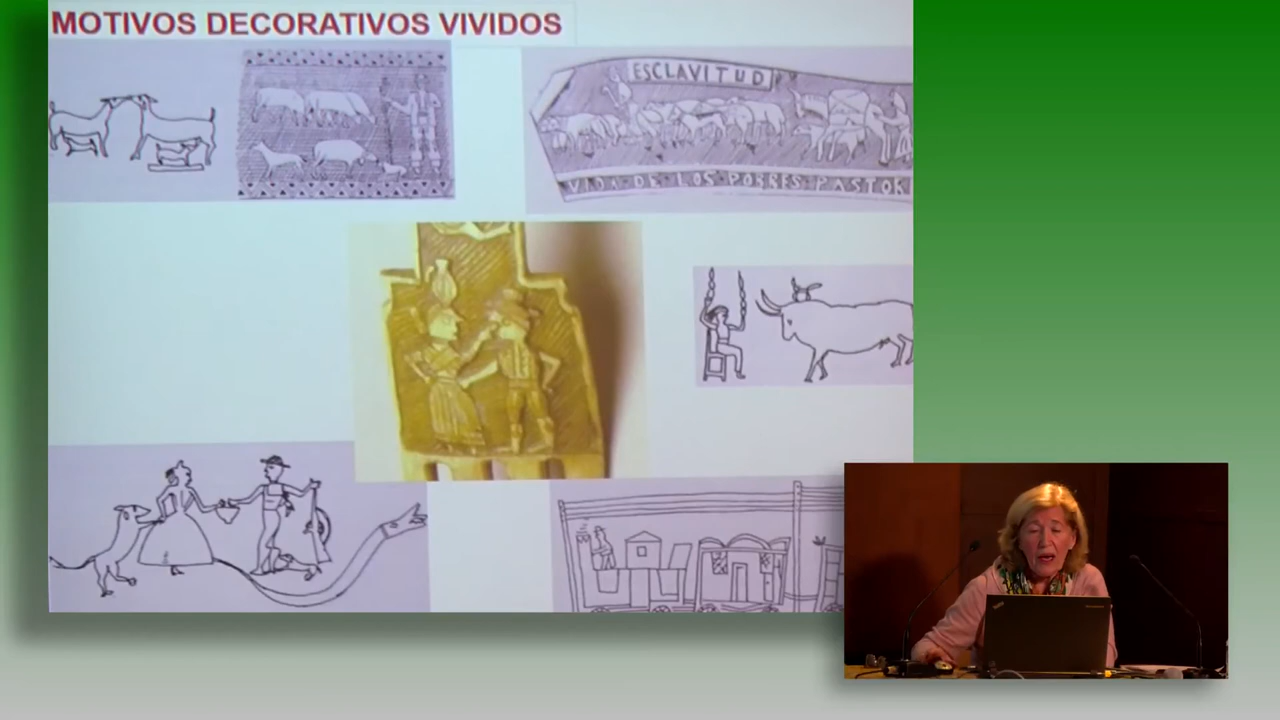 MOTIVOS DECORATIVOS VIVIDOS
ESCLAVITUD
VIDA DE LOS POBRES PASTOR